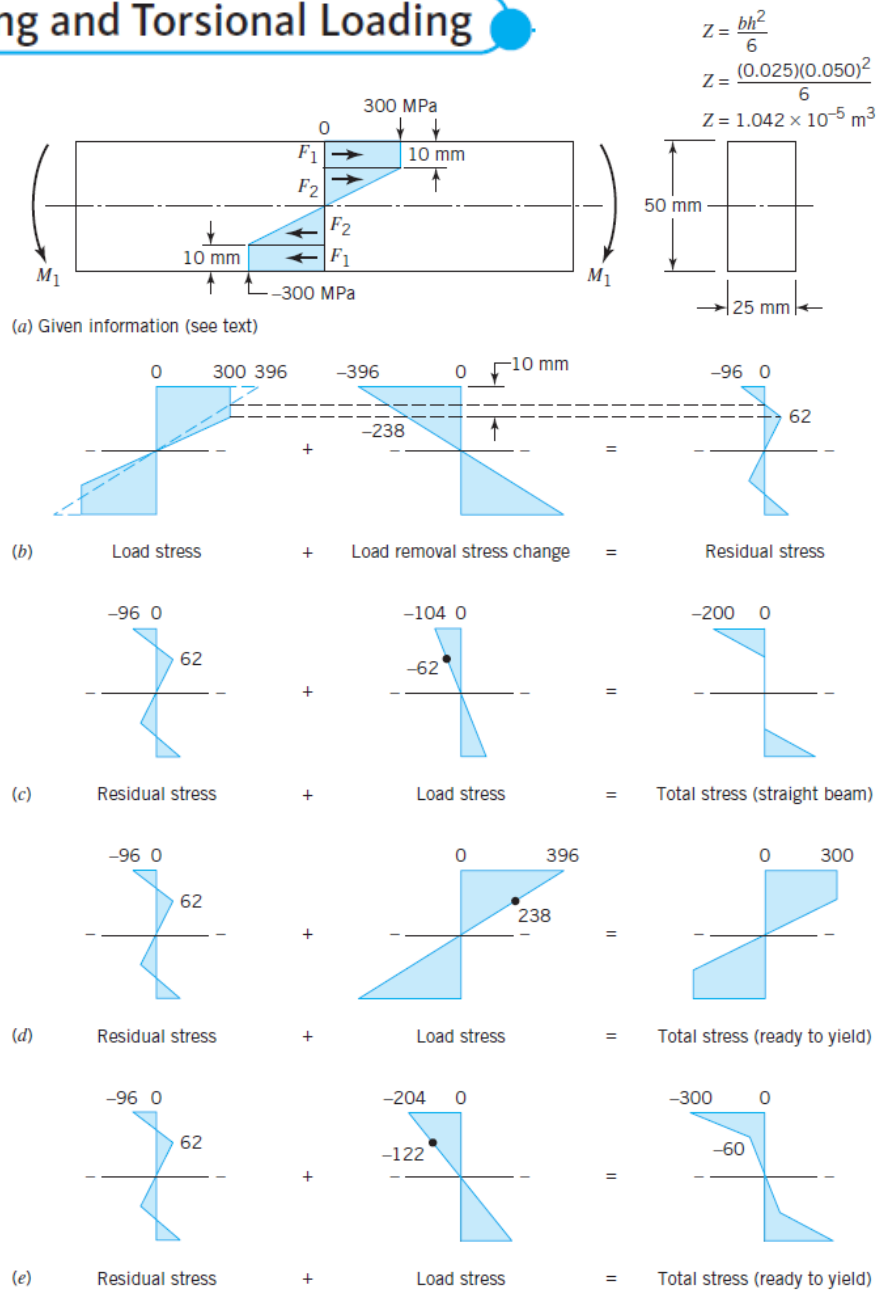 ng and Torsional Loading
Z = bh²/6
Z = (0.025)(0.050)²/6
Z = 1.042 × 10⁻⁵ m³
300 MPa
0
F₁
10 mm
F₂
F₂
10 mm
F₁
M₁
M₁
–300 MPa
50 mm
25 mm
(a) Given information (see text)
0 300 396
–396 0
10 mm
–96 0
–238
62
+
=
(b) Load stress + Load removal stress change = Residual stress
–96 0
–104 0
–200 0
62
–62
+
=
(c) Residual stress + Load stress = Total stress (straight beam)
–96 0
0 396
0 300
62
238
+
=
(d) Residual stress + Load stress = Total stress (ready to yield)
–96 0
–204 0
–300 0
62
–122
–60
+
=
(e) Residual stress + Load stress = Total stress (ready to yield)